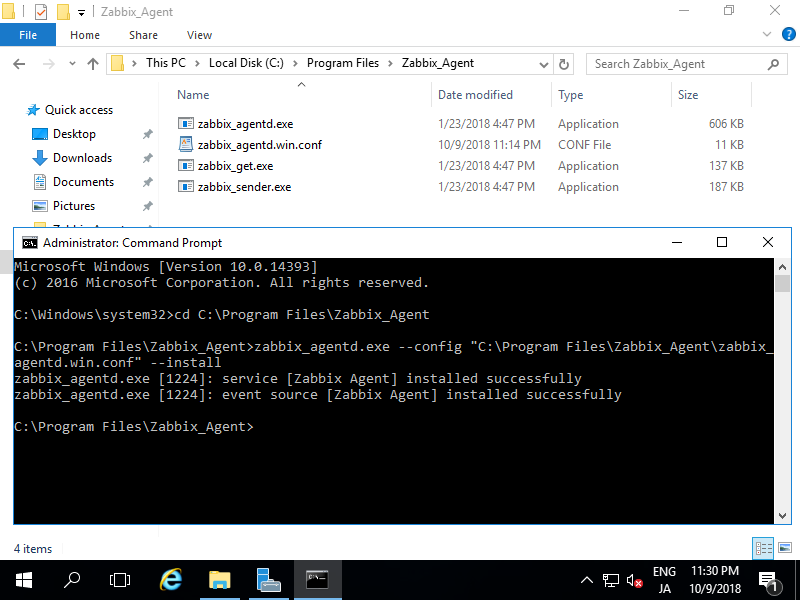 Zabbix_Agent
File Home Share View
This PC Local Disk (C:) Program Files Zabbix_Agent Search Zabbix_Agent
Name Date modified Type Size
Quick access
Desktop
Downloads
Documents
Pictures
zabbix_agentd.exe 1/23/2018 4:47 PM Application 606 KB
zabbix_agentd.win.conf 10/9/2018 11:14 PM CONF File 11 KB
zabbix_get.exe 1/23/2018 4:47 PM Application 137 KB
zabbix_sender.exe 1/23/2018 4:47 PM Application 187 KB
Administrator: Command Prompt
Microsoft Windows [Version 10.0.14393]
(c) 2016 Microsoft Corporation. All rights reserved.
C:\Windows\system32>cd C:\Program Files\Zabbix_Agent
C:\Program Files\Zabbix_Agent>zabbix_agentd.exe --config "C:\Program Files\Zabbix_Agent\zabbix_
agentd.win.conf" --install
zabbix_agentd.exe [1224]: service [Zabbix Agent] installed successfully
zabbix_agentd.exe [1224]: event source [Zabbix Agent] installed successfully
C:\Program Files\Zabbix_Agent>
4 items
ENG 11:30 PM
JA 10/9/2018
1